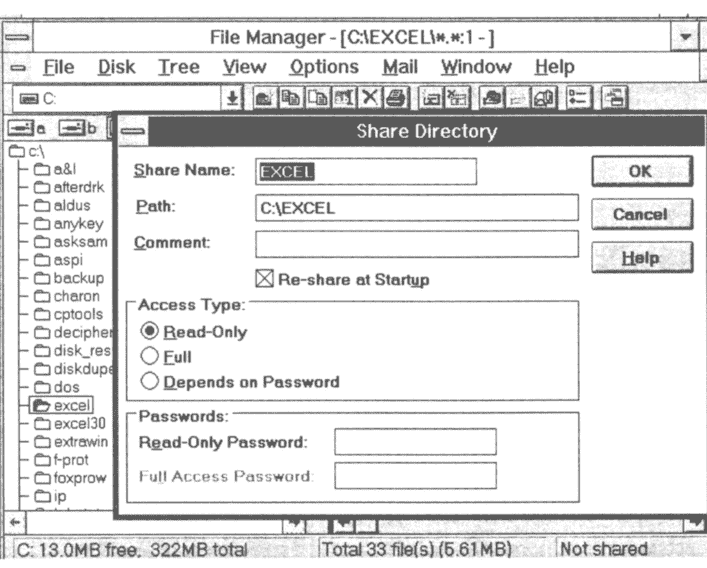 File Manager - [C:\EXCEL\*.*:1 - ]
File Disk Tree View Options Mail Window Help
C:
a b
Share Directory
c:\
a&l
afterdrk
aldus
anykey
asksam
aspi
backup
charon
cptools
decipher
disk_res
diskdupe
dos
excel
excel30
extrawin
f-prot
foxprow
ip
Share Name: EXCEL
Path: C:\EXCEL
Comment:
Re-share at Startup
Access Type:
Read-Only
Full
Depends on Password
Passwords:
Read-Only Password:
Full Access Password:
OK
Cancel
Help
C: 13.0MB free, 322MB total Total 33 file(s) (5.61MB) Not shared